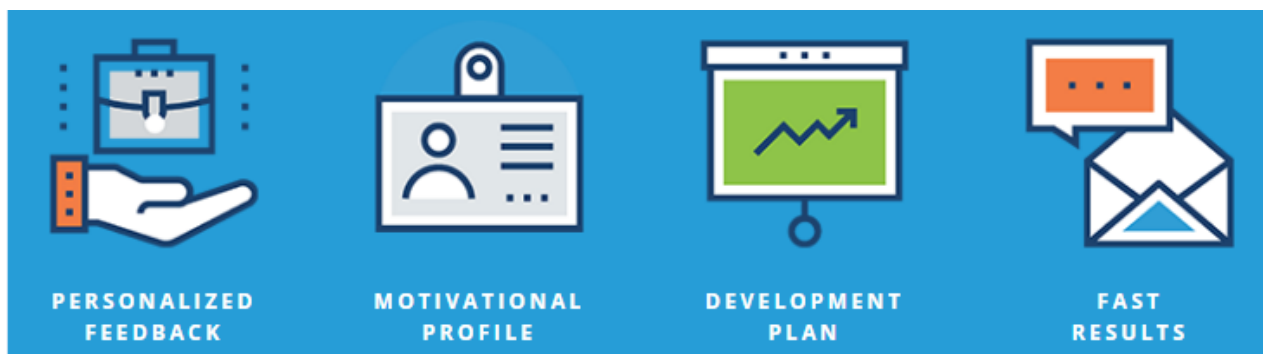 PERSONALIZED
FEEDBACK
MOTIVATIONAL
PROFILE
DEVELOPMENT
PLAN
FAST
RESULTS